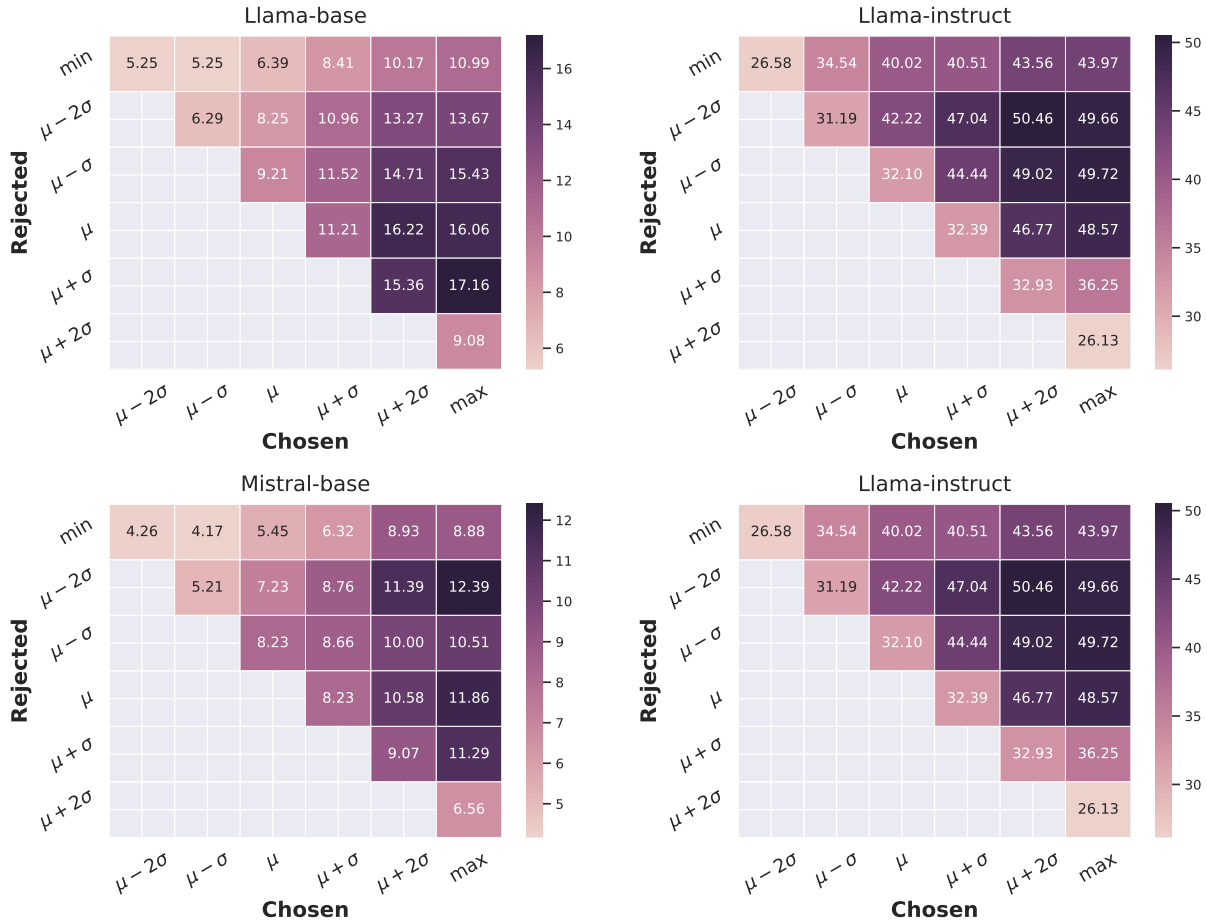 Llama-base
min 5.25 5.25 6.39 8.41 10.17 10.99
μ − 2σ 6.29 8.25 10.96 13.27 13.67
μ − σ 9.21 11.52 14.71 15.43
μ 11.21 16.22 16.06
μ + σ 15.36 17.16
μ + 2σ 9.08
Rejected
μ − 2σ μ − σ μ μ + σ μ + 2σ max
Chosen
16
14
12
10
8
6
Llama-instruct
min 26.58 34.54 40.02 40.51 43.56 43.97
μ − 2σ 31.19 42.22 47.04 50.46 49.66
μ − σ 32.10 44.44 49.02 49.72
μ 32.39 46.77 48.57
μ + σ 32.93 36.25
μ + 2σ 26.13
Rejected
μ − 2σ μ − σ μ μ + σ μ + 2σ max
Chosen
50
45
40
35
30
Mistral-base
min 4.26 4.17 5.45 6.32 8.93 8.88
μ − 2σ 5.21 7.23 8.76 11.39 12.39
μ − σ 8.23 8.66 10.00 10.51
μ 8.23 10.58 11.86
μ + σ 9.07 11.29
μ + 2σ 6.56
Rejected
μ − 2σ μ − σ μ μ + σ μ + 2σ max
Chosen
12
11
10
9
8
7
6
5
Llama-instruct
min 26.58 34.54 40.02 40.51 43.56 43.97
μ − 2σ 31.19 42.22 47.04 50.46 49.66
μ − σ 32.10 44.44 49.02 49.72
μ 32.39 46.77 48.57
μ + σ 32.93 36.25
μ + 2σ 26.13
Rejected
μ − 2σ μ − σ μ μ + σ μ + 2σ max
Chosen
50
45
40
35
30